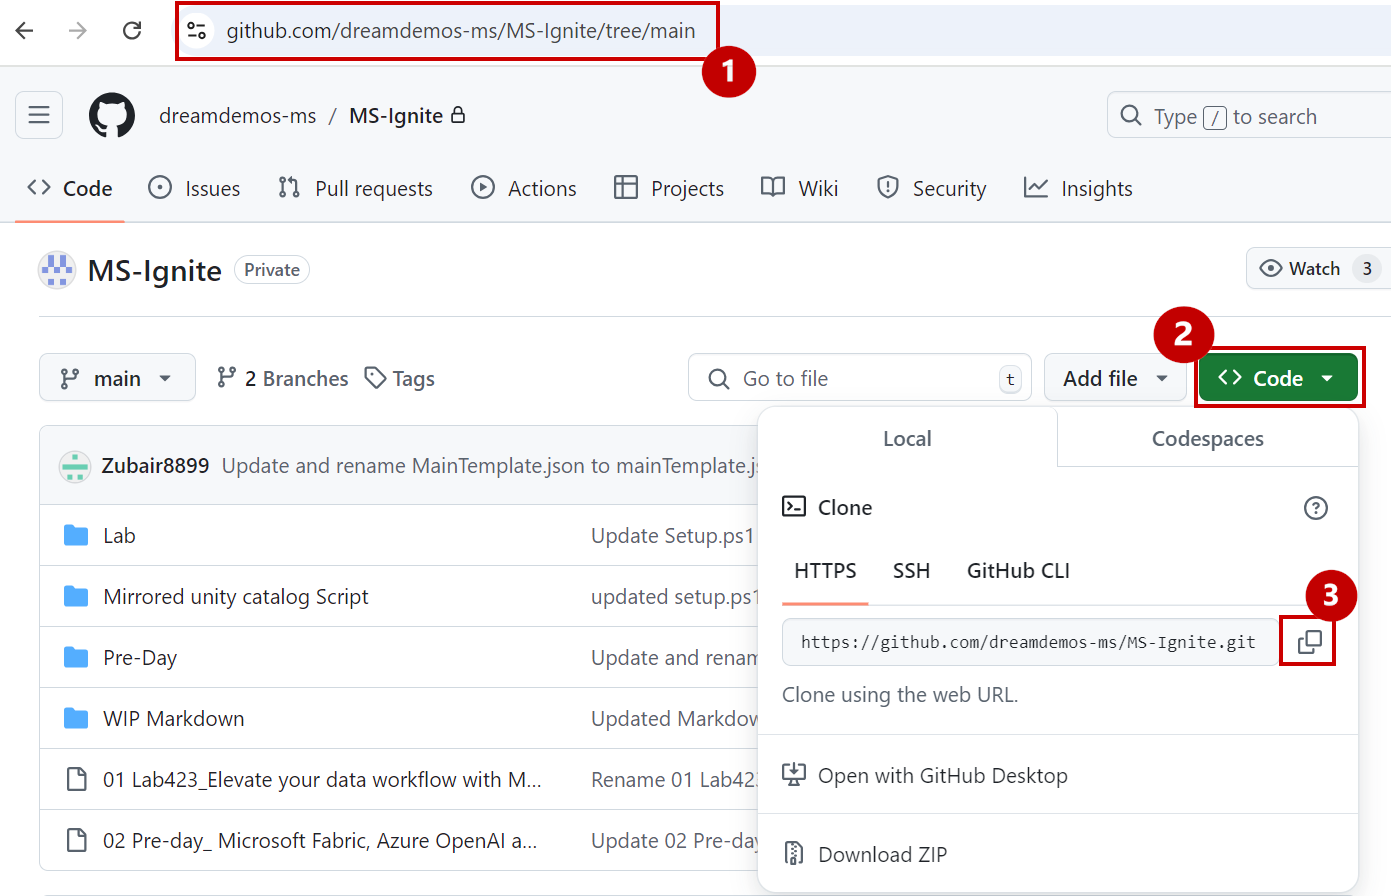 github.com/dreamdemos-ms/MS-Ignite/tree/main
1
dreamdemos-ms / MS-Ignite
Type / to search
Code Issues Pull requests Actions Projects Wiki Security Insights
MS-Ignite Private
Watch 3
2
main 2 Branches Tags Go to file t Add file Code
Local Codespaces
Zubair8899 Update and rename MainTemplate.json to mainTemplate.js
Clone
Lab Update Setup.ps1
HTTPS SSH GitHub CLI
Mirrored unity catalog Script updated setup.ps1
3
https://github.com/dreamdemos-ms/MS-Ignite.git
Pre-Day Update and renam
Clone using the web URL.
WIP Markdown Updated Markdow
01 Lab423_Elevate your data workflow with M... Rename 01 Lab423
Open with GitHub Desktop
02 Pre-day_ Microsoft Fabric, Azure OpenAI a... Update 02 Pre-day
Download ZIP